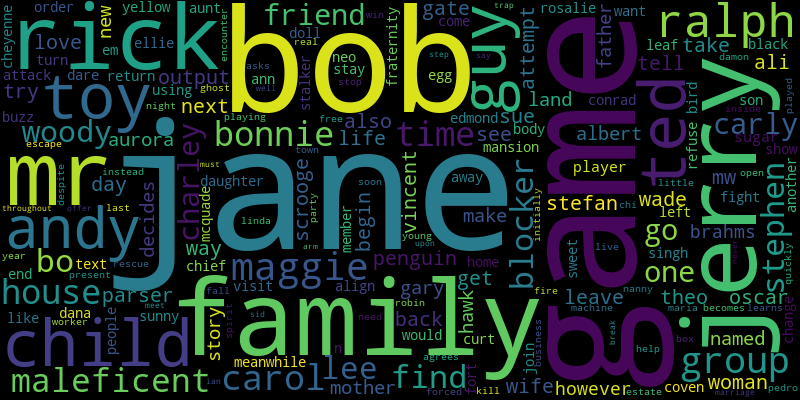 cheyenne
order
yellow
aunt
rick
bob
friend
gate
rosalie
ralph
love
new
em
ellie
doll
come
want
turn
real
neo
stay
fraternity
guy
attempt
game
father
leaf
take
black
attack
dare
return
output
ann
stalker
asks
egg
stop
encounter
win
trap
step
say
tell
ali
damon
try
toy
using
next
ghost
well
night
playing
free
also
edmond
sue
land
conrad
son
played
inside
buzz
woody
aurora
bonnie
life
time
see
body
mansion
albert
ted
bird
refuse
carly
sugar
show
escape
instead
must
town
mr
jane
charley
daughter
scrooge
party
away
vincent
player
mw
open
another
little
despite
day
decides
mcquade
linda
member
begin
soon
young
upon
make
blocker
initially
stefan
chi
wade
left
fight
jerry
stephen
throughout
offer
last
andy
way
arm
penguin
go
brahms
quickly
year
bo
text
chief
maggie
home
sweet
live
singh
never
end
present
rescue
house
parser
visit
align
gary
get
fire
leave
nanny
one
theo
oscar
change
like
dana
sunny
story
fall
spirit
robin
back
hawk
machine
maria
becomes
learns
worker
people
meet
sid
need
would
curt
join
business
break
help
box
named
child
family
meanwhile
agrees
fort
group
maleficent
carol
lee
mother
forced
find
kill
wife
however
estate
coven
woman
pedro
ian
marriage